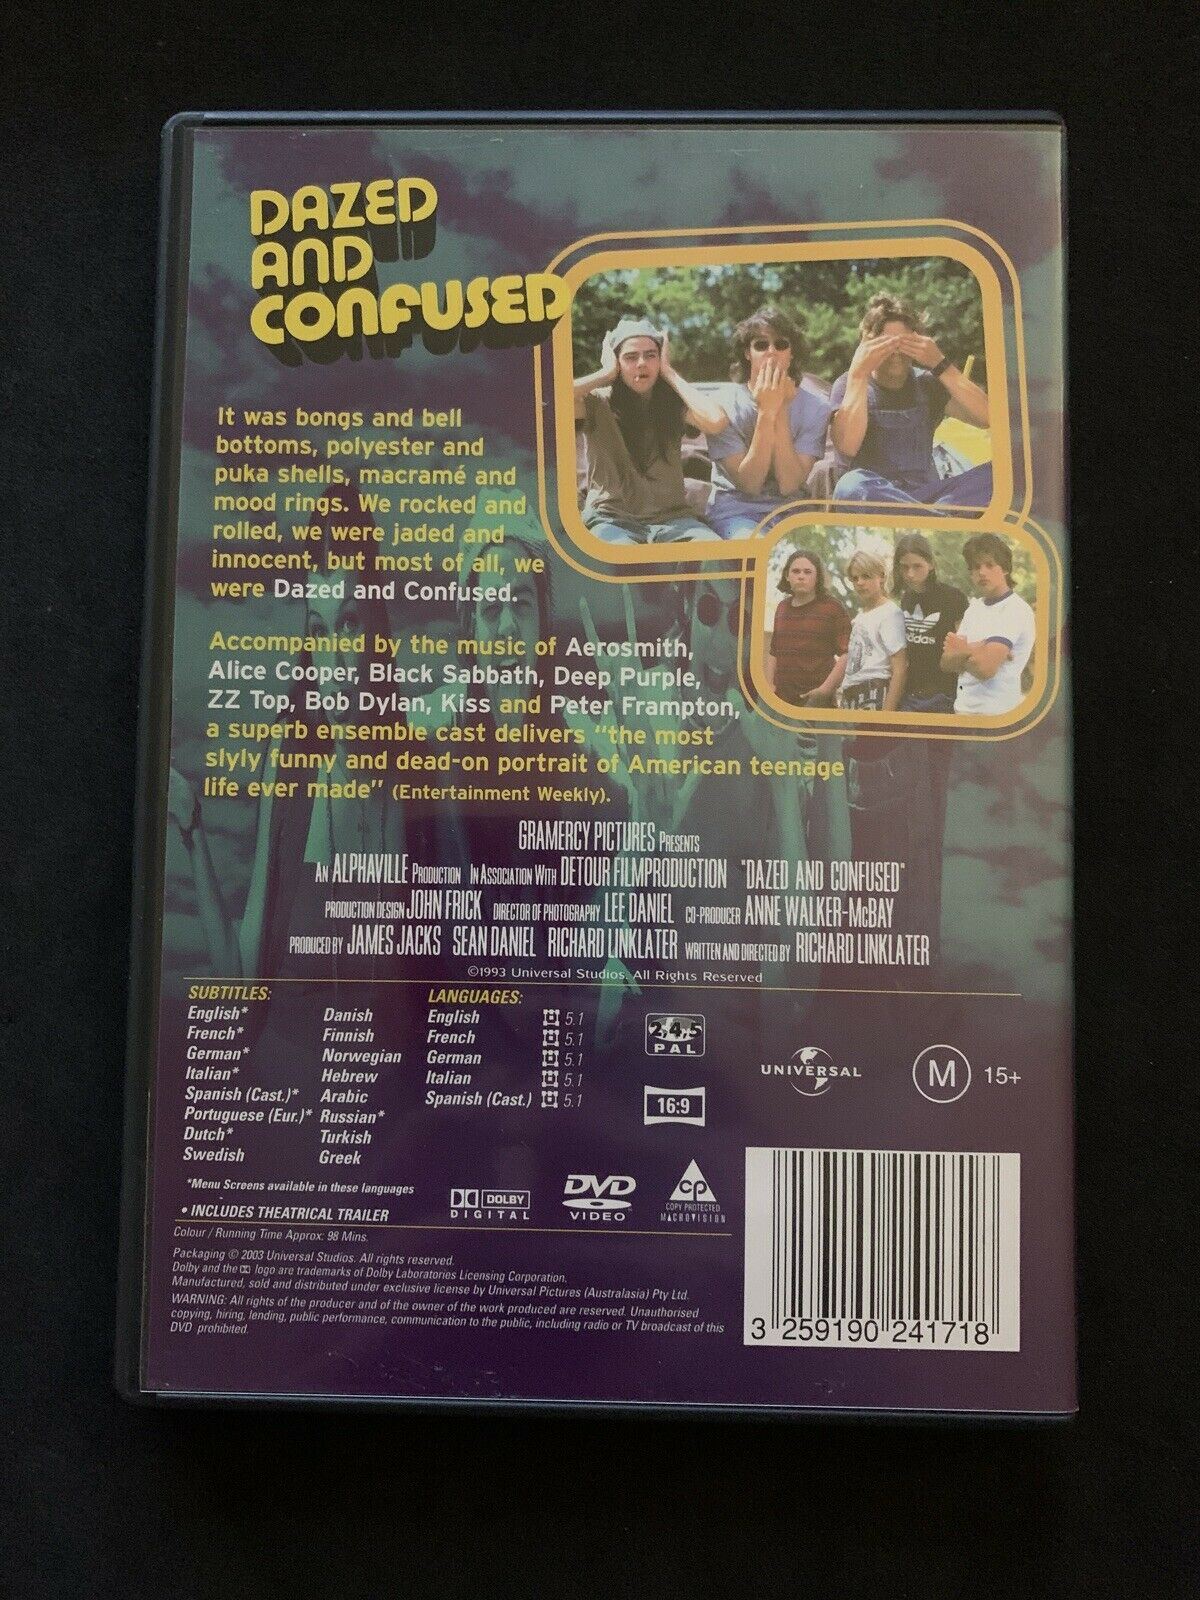 DAZED
AND
CONFUSED
It was bongs and bell
bottoms, polyester and
puka shells, macramé and
mood rings. We rocked and
rolled, we were jaded and
innocent, but most of all, we
were Dazed and Confused.
adidas
Accompanied by the music of Aerosmith,
Alice Cooper, Black Sabbath, Deep Purple,
ZZ Top, Bob Dylan, Kiss and Peter Frampton,
a superb ensemble cast delivers “the most
slyly funny and dead-on portrait of American teenage
life ever made” (Entertainment Weekly).
GRAMERCY PICTURES PRESENTS
AN ALPHAVILLE PRODUCTION IN ASSOCIATION WITH DETOUR FILMPRODUCTION "DAZED AND CONFUSED"
PRODUCTION DESIGN JOHN FRICK DIRECTOR OF PHOTOGRAPHY LEE DANIEL CO-PRODUCER ANNE WALKER-McBAY
PRODUCED BY JAMES JACKS SEAN DANIEL RICHARD LINKLATER WRITTEN AND DIRECTED BY RICHARD LINKLATER
©1993 Universal Studios. All Rights Reserved
SUBTITLES:
English*
French*
German*
Italian*
Spanish (Cast.)*
Portuguese (Eur.)*
Dutch*
Swedish
Danish
Finnish
Norwegian
Hebrew
Arabic
Russian*
Turkish
Greek
LANGUAGES:
English 5.1
French 5.1
German 5.1
Italian 5.1
Spanish (Cast.) 5.1
2,4,5
PAL
16:9
UNIVERSAL
M 15+
*Menu Screens available in these languages
• INCLUDES THEATRICAL TRAILER
DOLBY
DIGITAL
DVD
VIDEO
CP
COPY PROTECTED
MACROVISION
Colour / Running Time Approx: 98 Mins.
Packaging © 2003 Universal Studios. All rights reserved.
Dolby and the logo are trademarks of Dolby Laboratories Licensing Corporation.
Manufactured, sold and distributed under exclusive license by Universal Pictures (Australasia) Pty Ltd.
WARNING: All rights of the producer and of the owner of the work produced are reserved. Unauthorised
copying, hiring, lending, public performance, communication to the public, including radio or TV broadcast of this
DVD prohibited.
3 259190 241718